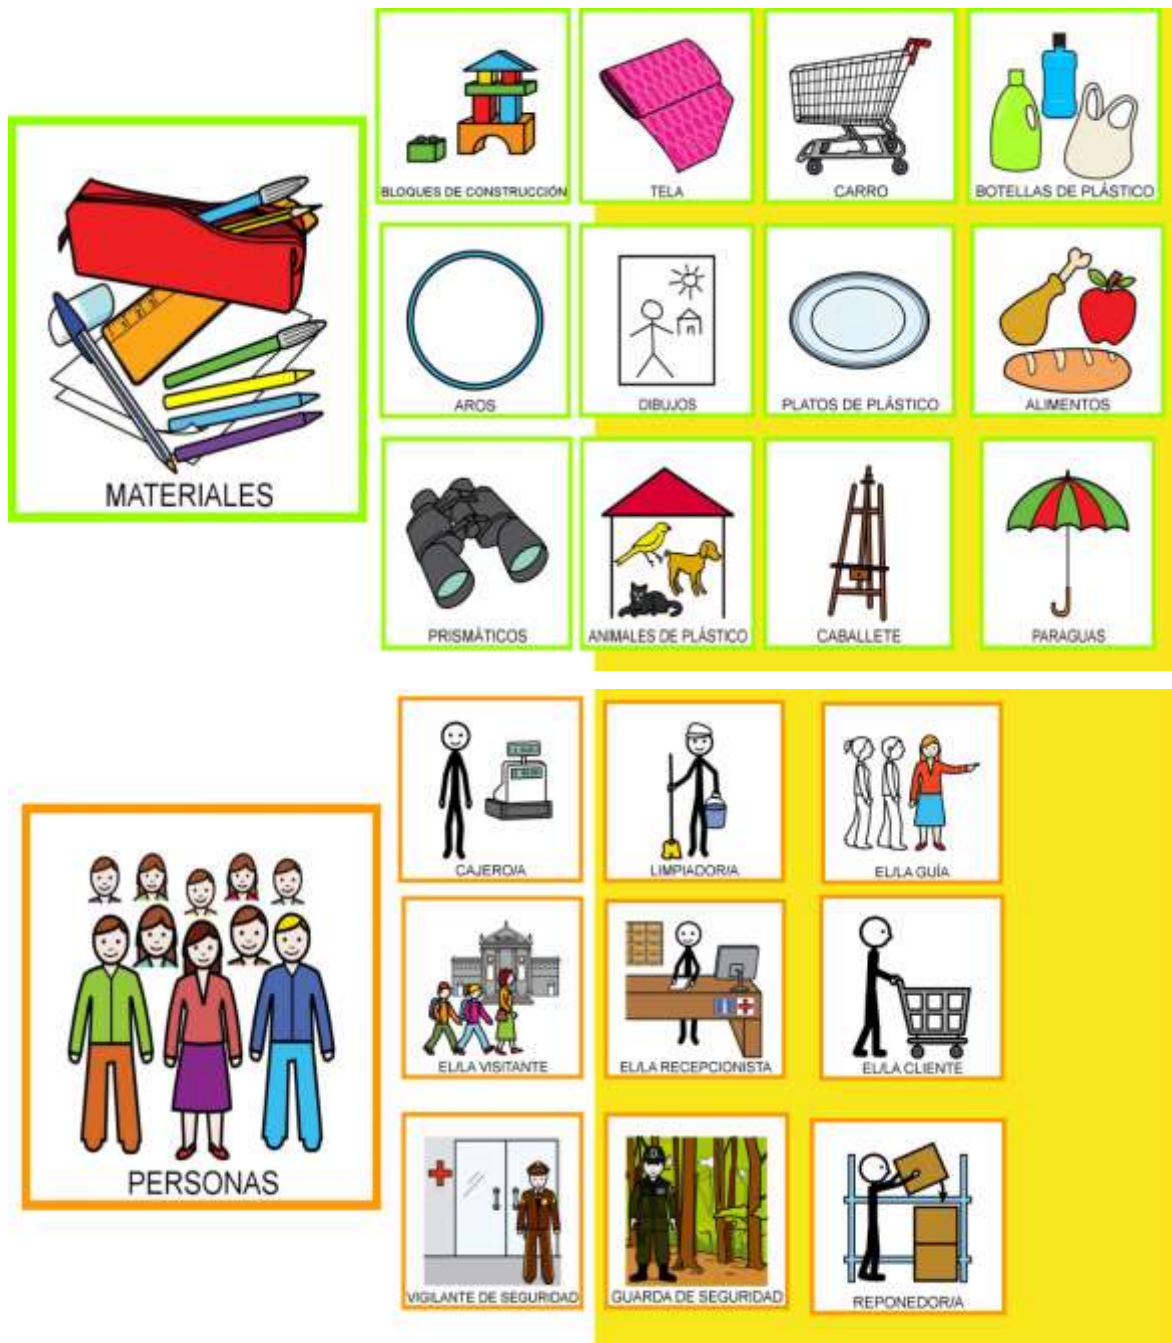 BLOQUES DE CONSTRUCCIÓN
TELA
CARRO
BOTELLAS DE PLÁSTICO
MATERIALES
AROS
DIBUJOS
PLATOS DE PLÁSTICO
ALIMENTOS
PRISMÁTICOS
ANIMALES DE PLÁSTICO
CABALLETE
PARAGUAS
PERSONAS
CAJERO/A
LIMPIADOR/A
EL/LA GUÍA
EL/LA VISITANTE
EL/LA RECEPCIONISTA
EL/LA CLIENTE
VIGILANTE DE SEGURIDAD
GUARDA DE SEGURIDAD
REPONEDOR/A